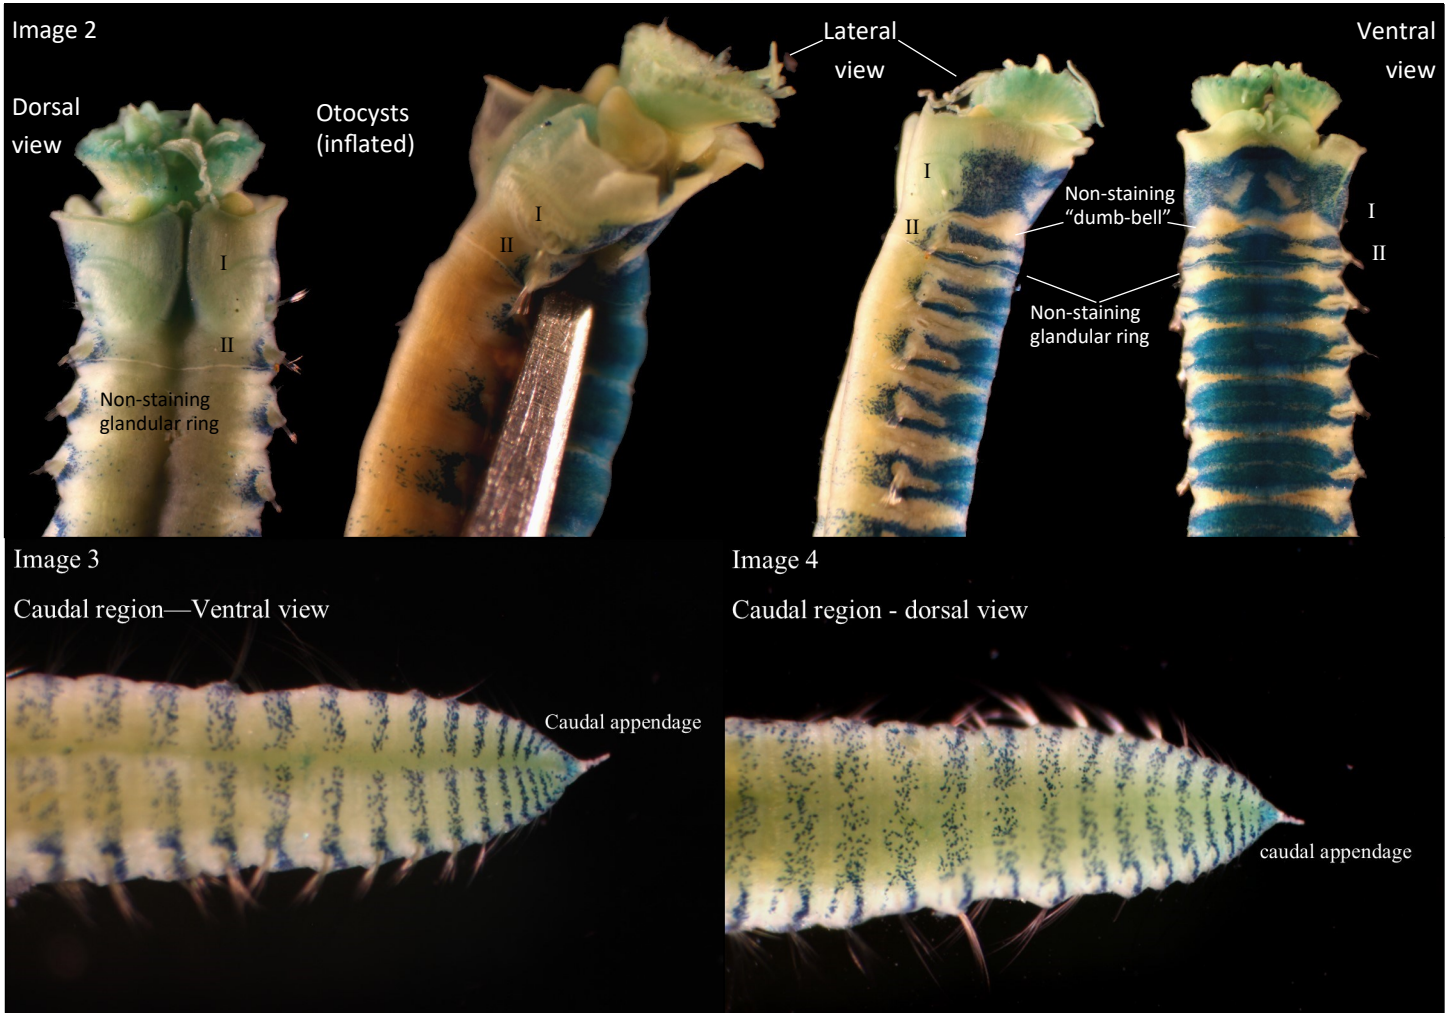 Image 2
Dorsal
view
Otocysts
(inflated)
Lateral
view
Ventral
view
I
II
Non-staining
glandular ring
I
II
I
II
Non-staining
“dumb-bell”
Non-staining
glandular ring
I
II
Image 3
Caudal region—Ventral view
Caudal appendage
Image 4
Caudal region - dorsal view
caudal appendage